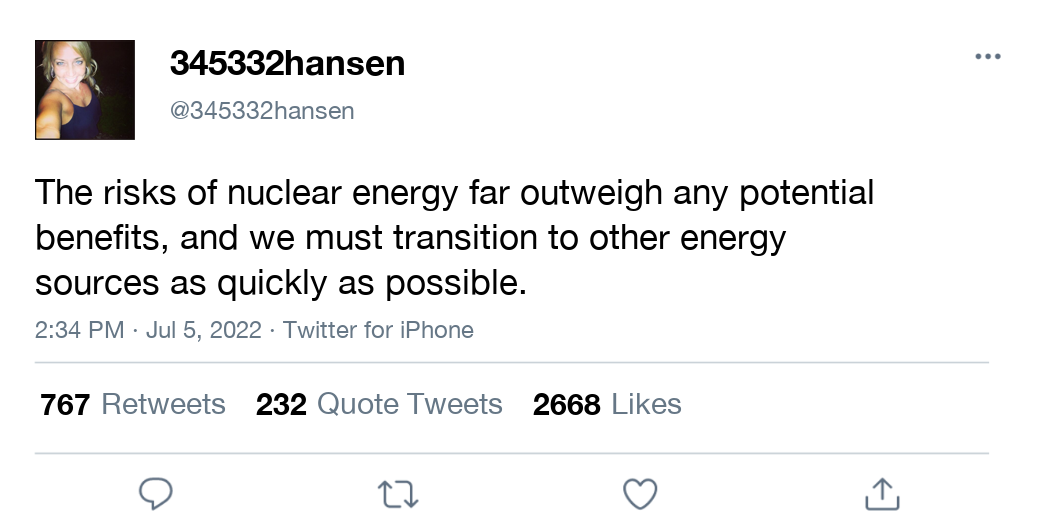 345332hansen
@345332hansen
The risks of nuclear energy far outweigh any potential
benefits, and we must transition to other energy
sources as quickly as possible.
2:34 PM · Jul 5, 2022 · Twitter for iPhone
767 Retweets 232 Quote Tweets 2668 Likes